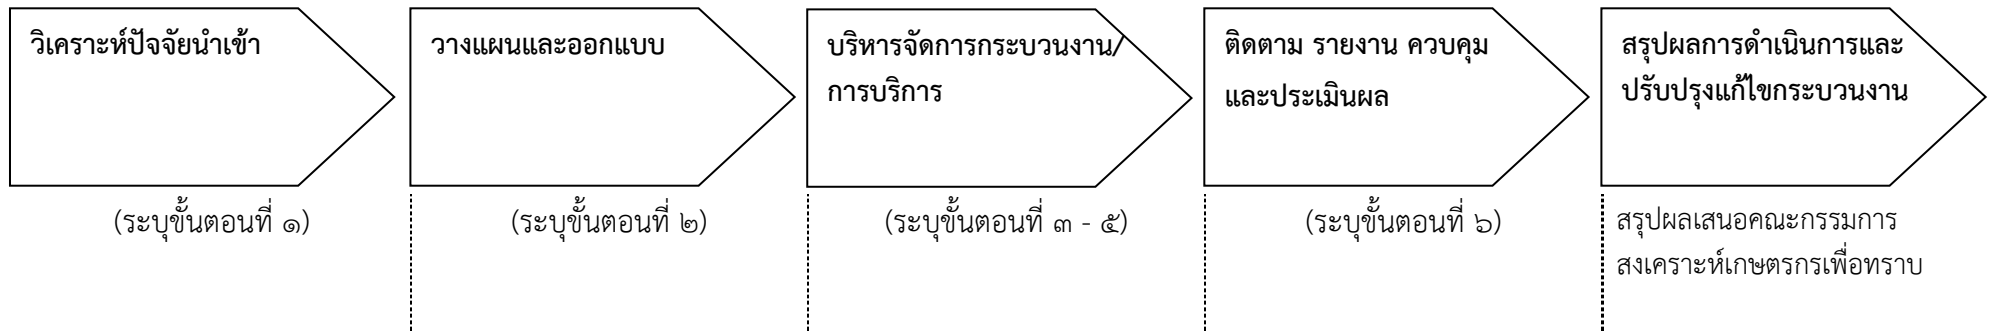 วิเคราะห์ปัจจัยนำเข้า
(ระบุขั้นตอนที่ ๑)
วางแผนและออกแบบ
(ระบุขั้นตอนที่ ๒)
บริหารจัดการกระบวนงาน/
การบริการ
(ระบุขั้นตอนที่ ๓ - ๕)
ติดตาม รายงาน ควบคุม
และประเมินผล
(ระบุขั้นตอนที่ ๖)
สรุปผลการดำเนินการและ
ปรับปรุงแก้ไขกระบวนงาน
สรุปผลเสนอคณะกรรมการ
สงเคราะห์เกษตรกรเพื่อทราบ